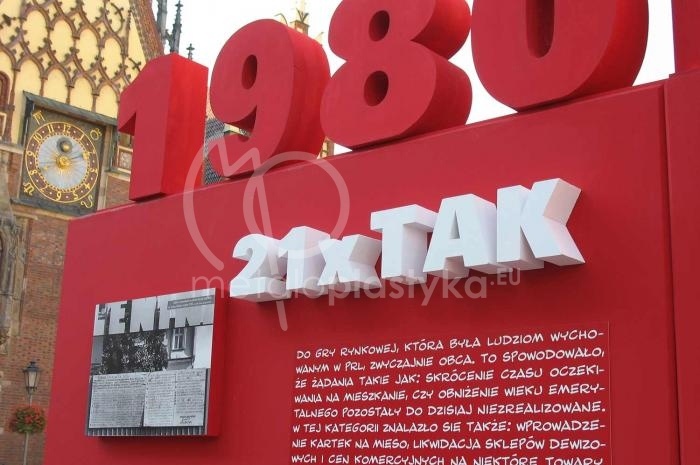 1980
21xTAK
metaloplastyka.EU
DO GRY RYNKOWEJ, KTÓRA BYŁA LUDZIOM WYCHO-
WANYM W PRL, ZWYCZAJNIE OBCA. TO SPOWODOWAŁO,
ŻE ŻĄDANIA TAKIE JAK: SKRÓCENIE CZASU OCZEKI-
WANIA NA MIESZKANIE, CZY OBNIŻENIE WIEKU EMERY-
TALNEGO POZOSTAŁY DO DZISIAJ NIEZREALIZOWANE.
W TEJ KATEGORII ZNALAZŁO SIĘ TAKŻE: WPROWADZE-
NIE KARTEK NA MIĘSO; LIKWIDACJA SKLEPÓW DEWIZO-
WYCH I CEN KOMERCYJNYCH NA NIEKTÓRE TOWARY